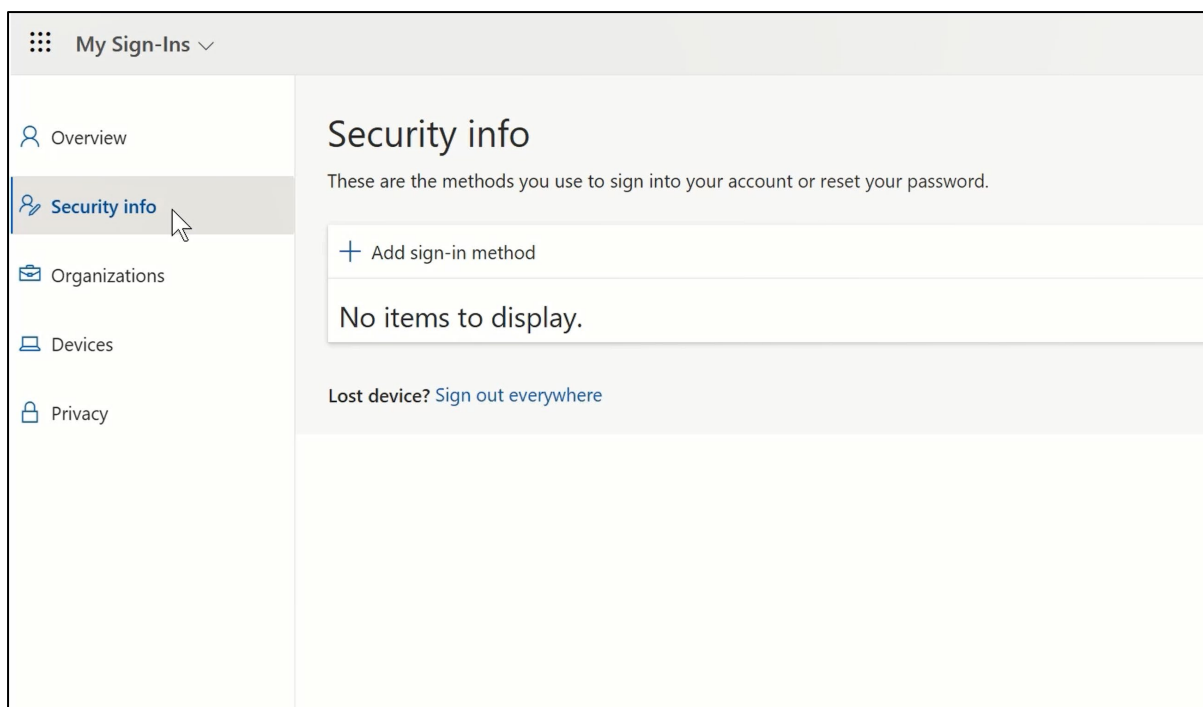 My Sign-Ins
Overview
Security info
Organizations
Devices
Privacy
Security info
These are the methods you use to sign into your account or reset your password.
Add sign-in method
No items to display.
Lost device? Sign out everywhere